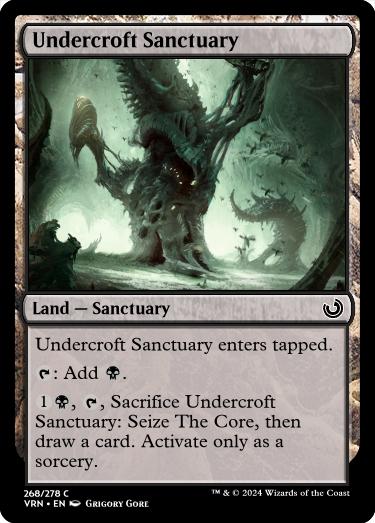 Undercroft Sanctuary
Land — Sanctuary
Undercroft Sanctuary enters tapped.
: Add .
1 , , Sacrifice Undercroft
Sanctuary: Seize The Core, then
draw a card. Activate only as a
sorcery.
268/278 C
VRN • EN Grigory Gore
™ & © 2024 Wizards of the Coast